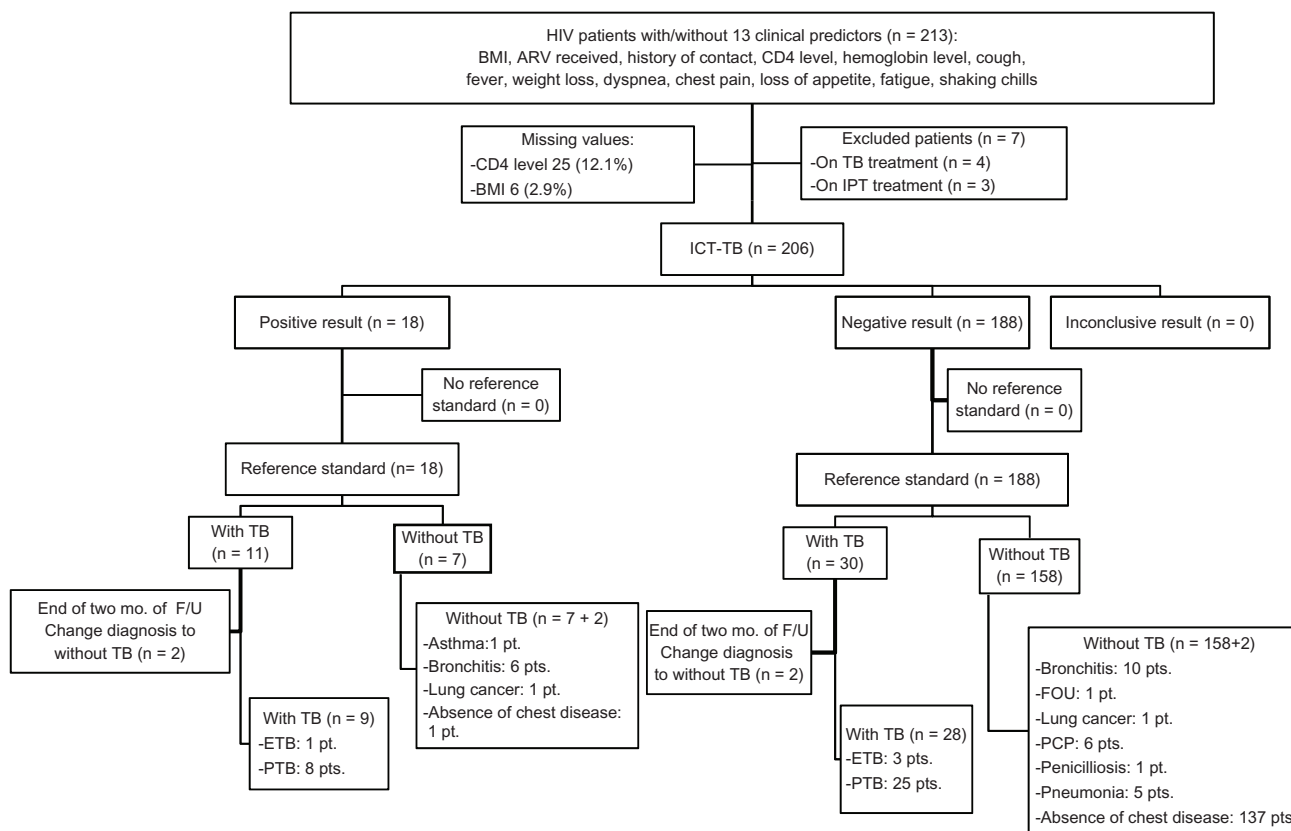 HIV patients with/without 13 clinical predictors (n = 213):
BMI, ARV received, history of contact, CD4 level, hemoglobin level, cough,
fever, weight loss, dyspnea, chest pain, loss of appetite, fatigue, shaking chills
Missing values:
-CD4 level 25 (12.1%)
-BMI 6 (2.9%)
Excluded patients (n = 7)
-On TB treatment (n = 4)
-On IPT treatment (n = 3)
ICT-TB (n = 206)
Positive result (n = 18)
Negative result (n = 188)
Inconclusive result (n = 0)
No reference
standard (n = 0)
No reference
standard (n = 0)
Reference standard (n= 18)
Reference standard (n = 188)
With TB
(n = 11)
Without TB
(n = 7)
With TB
(n = 30)
Without TB
(n = 158)
End of two mo. of F/U
Change diagnosis to
without TB (n = 2)
Without TB (n = 7 + 2)
-Asthma:1 pt.
-Bronchitis: 6 pts.
-Lung cancer: 1 pt.
-Absence of chest disease:
1 pt.
With TB (n = 9)
-ETB: 1 pt.
-PTB: 8 pts.
End of two mo. of F/U
Change diagnosis
to without TB (n = 2)
With TB (n = 28)
-ETB: 3 pts.
-PTB: 25 pts.
Without TB (n = 158+2)
-Bronchitis: 10 pts.
-FOU: 1 pt.
-Lung cancer: 1 pt.
-PCP: 6 pts.
-Penicilliosis: 1 pt.
-Pneumonia: 5 pts.
-Absence of chest disease: 137 pts